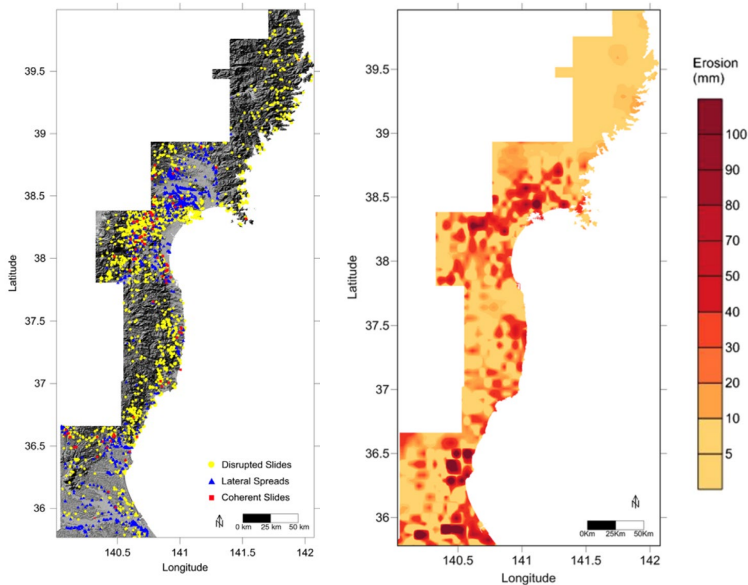 39.5
39
38.5
38
37.5
37
36.5
36
Latitude
140.5
141
141.5
142
Longitude
Disrupted Slides
Lateral Spreads
Coherent Slides
N
0 km 25 km 50 km
39.5
39
38.5
38
37.5
37
36.5
36
Latitude
140.5
141
141.5
142
Longitude
N
0Km 25Km 50Km
Erosion
(mm)
100
90
80
70
60
50
40
30
20
10
5